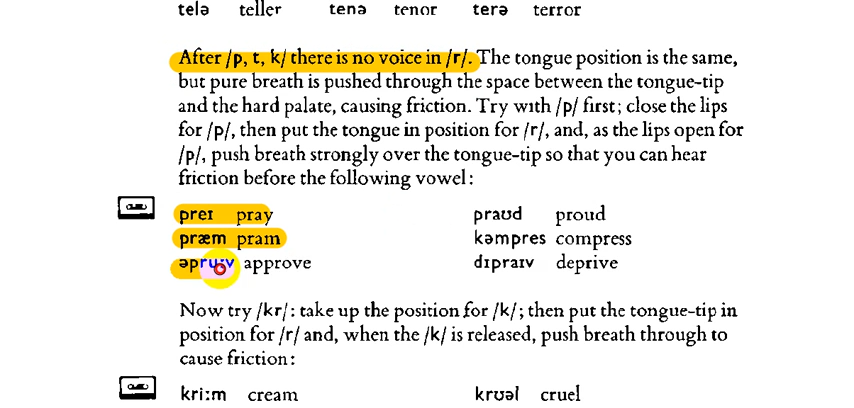 telə teller tenə tenor terə terror
After /p, t, k/ there is no voice in /r/. The tongue position is the same,
but pure breath is pushed through the space between the tongue-tip
and the hard palate, causing friction. Try with /p/ first; close the lips
for /p/, then put the tongue in position for /r/, and, as the lips open for
/p/, push breath strongly over the tongue-tip so that you can hear
friction before the following vowel:
preɪ pray praʊd proud
præm pram kəmpres compress
əpruːv approve dɪpraɪv deprive
Now try /kr/: take up the position for /k/; then put the tongue-tip in
position for /r/ and, when the /k/ is released, push breath through to
cause friction:
kriːm cream krʊəl cruel